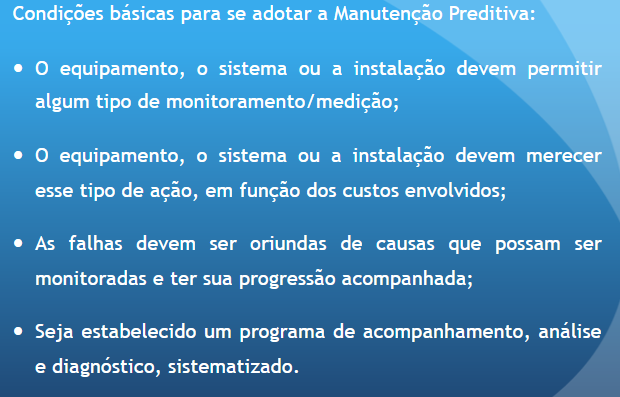 Condições básicas para se adotar a Manutenção Preditiva:
• O equipamento, o sistema ou a instalação devem permitir
algum tipo de monitoramento/medição;
• O equipamento, o sistema ou a instalação devem merecer
esse tipo de ação, em função dos custos envolvidos;
• As falhas devem ser oriundas de causas que possam ser
monitoradas e ter sua progressão acompanhada;
• Seja estabelecido um programa de acompanhamento, análise
e diagnóstico, sistematizado.